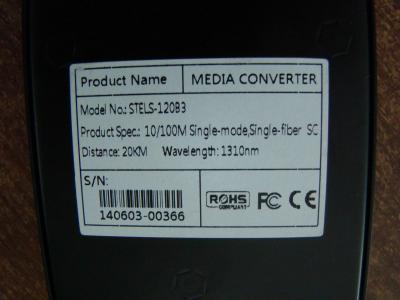 Product Name MEDIA CONVERTER
Model No.: STELS-120B3
Product Spec.: 10/100M Single-mode,Single-fiber SC
Distance: 20KM Wavelength: 1310nm
S/N:
140603-00366
RoHS COMPLIANT FC CE